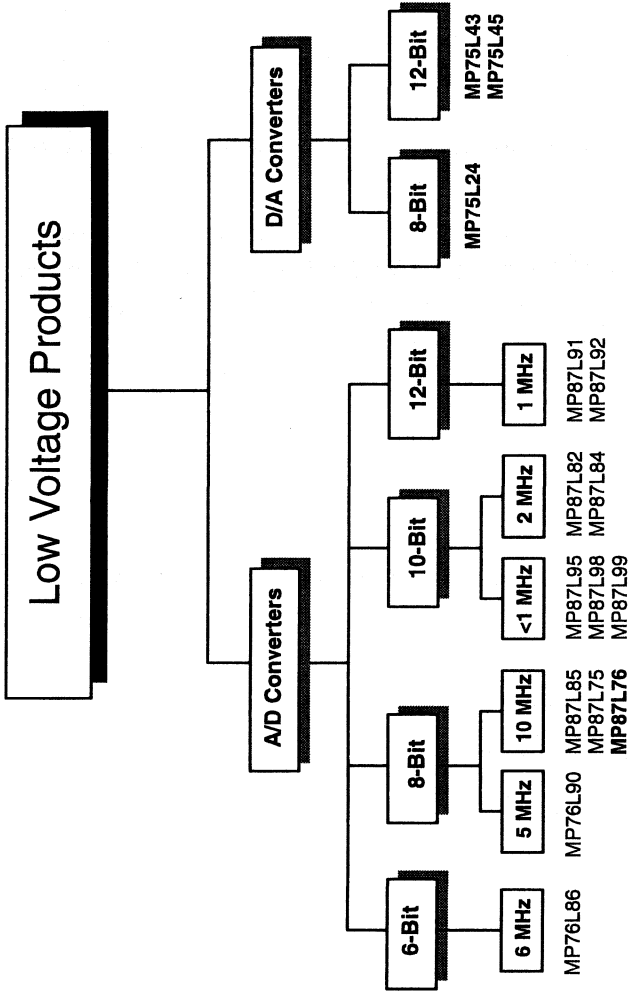 Low Voltage Products
A/D Converters
D/A Converters
6-Bit
8-Bit
10-Bit
12-Bit
8-Bit
12-Bit
6 MHz
5 MHz
10 MHz
<1 MHz
2 MHz
1 MHz
MP76L86
MP76L90
MP87L85
MP87L75
MP87L76
MP87L95
MP87L98
MP87L99
MP87L82
MP87L84
MP87L91
MP87L92
MP75L24
MP75L43
MP75L45